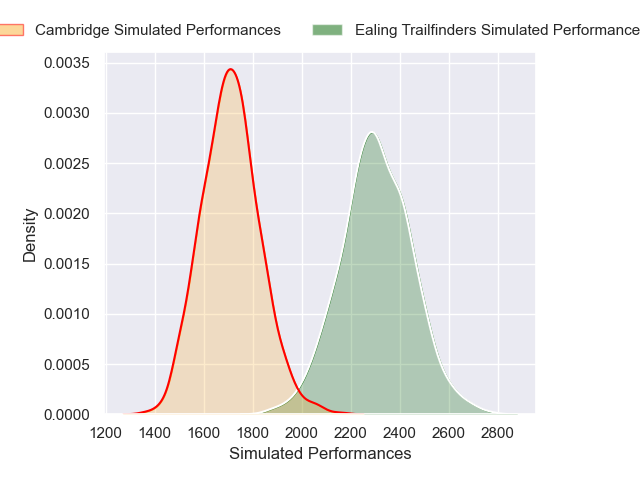 Cambridge Simulated Performances Ealing Trailfinders Simulated Performance
0.0035
0.0030
0.0025
0.0020
0.0015
0.0010
0.0005
0.0000
Density
1200 1400 1600 1800 2000 2200 2400 2600 2800
Simulated Performances